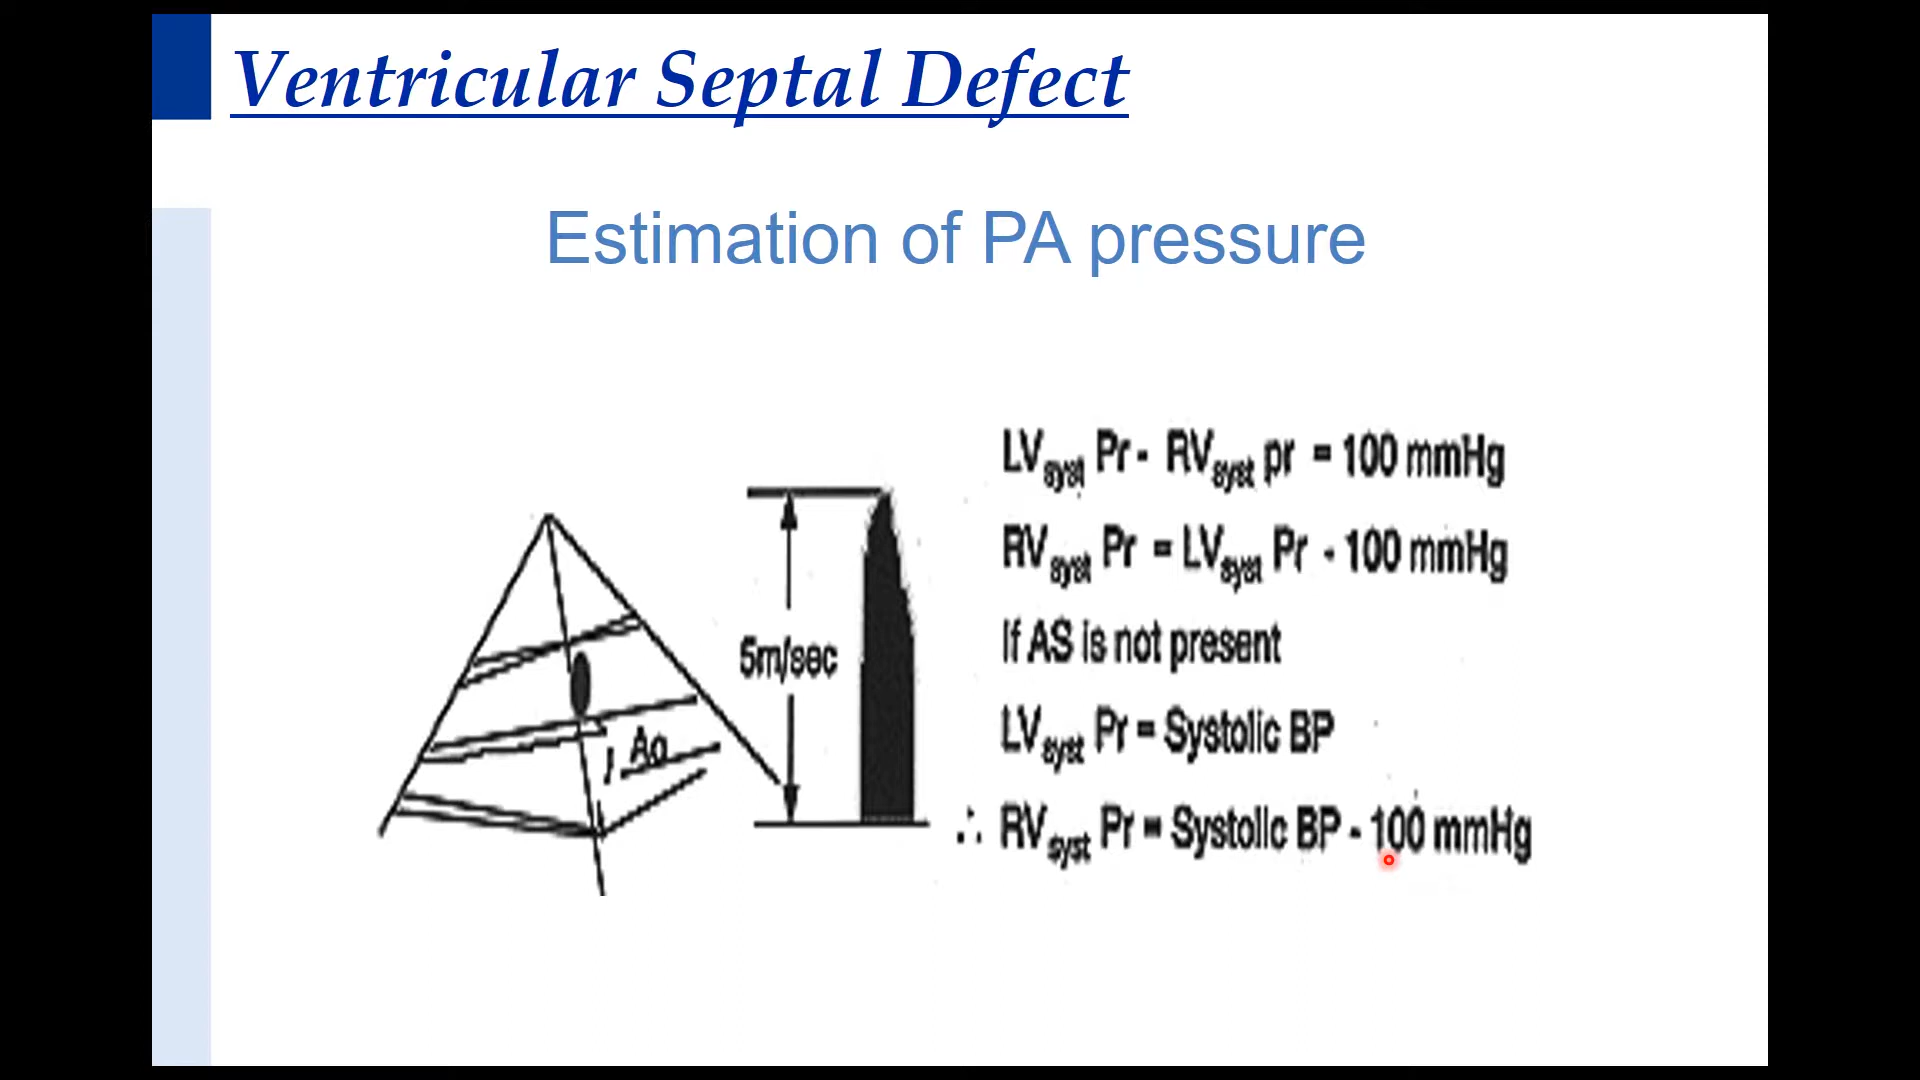 Ventricular Septal Defect
Estimation of PA pressure
LVsyst Pr - RVsyst pr = 100 mmHg
RVsyst Pr = LVsyst Pr - 100 mmHg
If AS is not present
LVsyst Pr = Systolic BP
∴ RVsyst Pr = Systolic BP - 100 mmHg
5m/sec
Ao